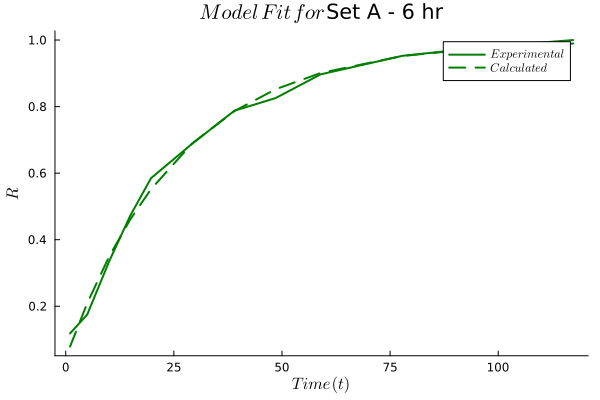 Model Fit for Set A - 6 hr
1.0
Experimental
Calculated
0.8
0.6
R
0.4
0.2
0 25 50 75 100
Time(t)